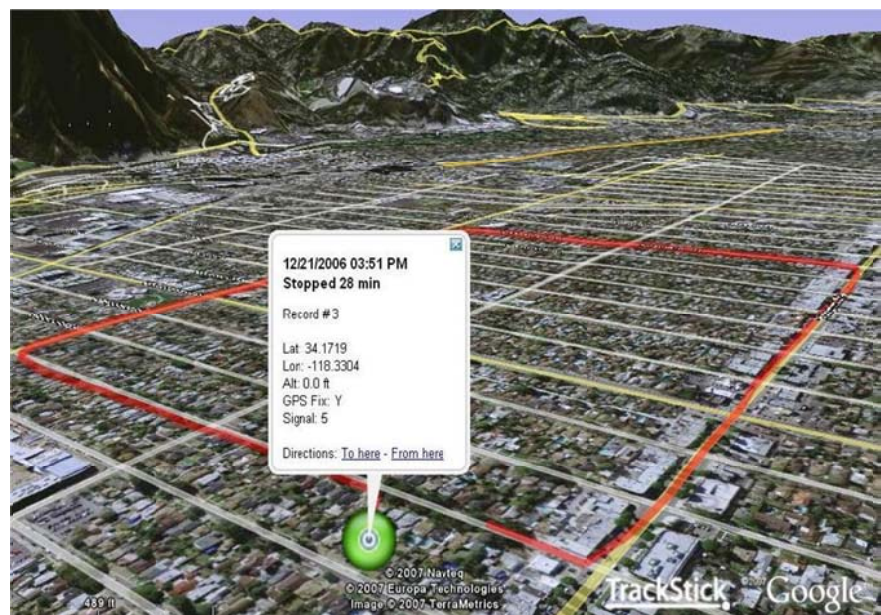 12/21/2006 03:51 PM
Stopped 28 min
Record #3
Lat: 34.1719
Lon: -118.3304
Alt: 0.0 ft
GPS Fix: Y
Signal: 5
Directions: To here - From here
© 2007 Navteq
© 2007 Europa Technologies
Image © 2007 TerraMetrics
489 ft
TrackStick
©2007 Google